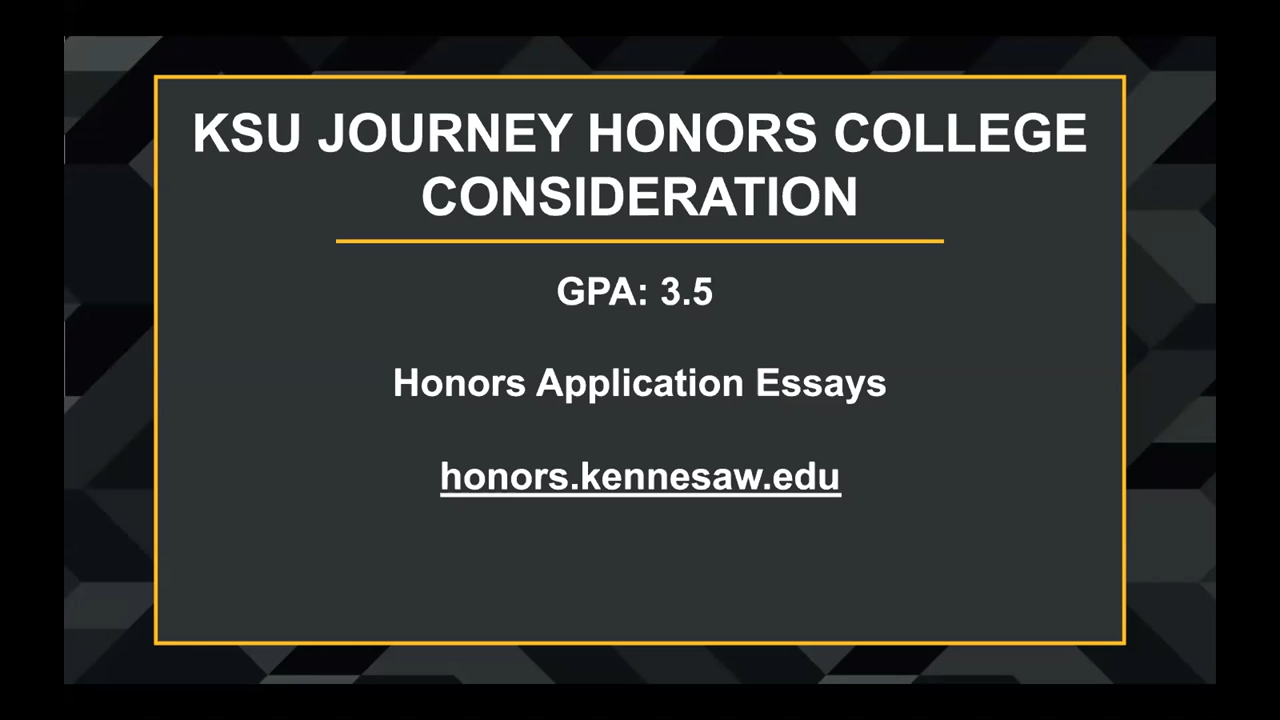 KSU JOURNEY HONORS COLLEGE
CONSIDERATION
GPA: 3.5
Honors Application Essays
honors.kennesaw.edu